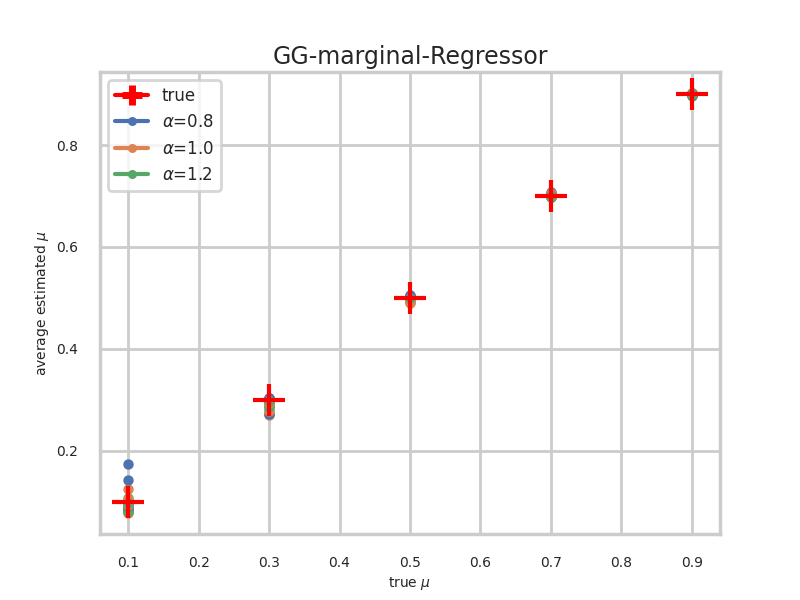 GG-marginal-Regressor
true
α=0.8
α=1.0
α=1.2
average estimated μ
0.8
0.6
0.4
0.2
0.1 0.2 0.3 0.4 0.5 0.6 0.7 0.8 0.9
true μ